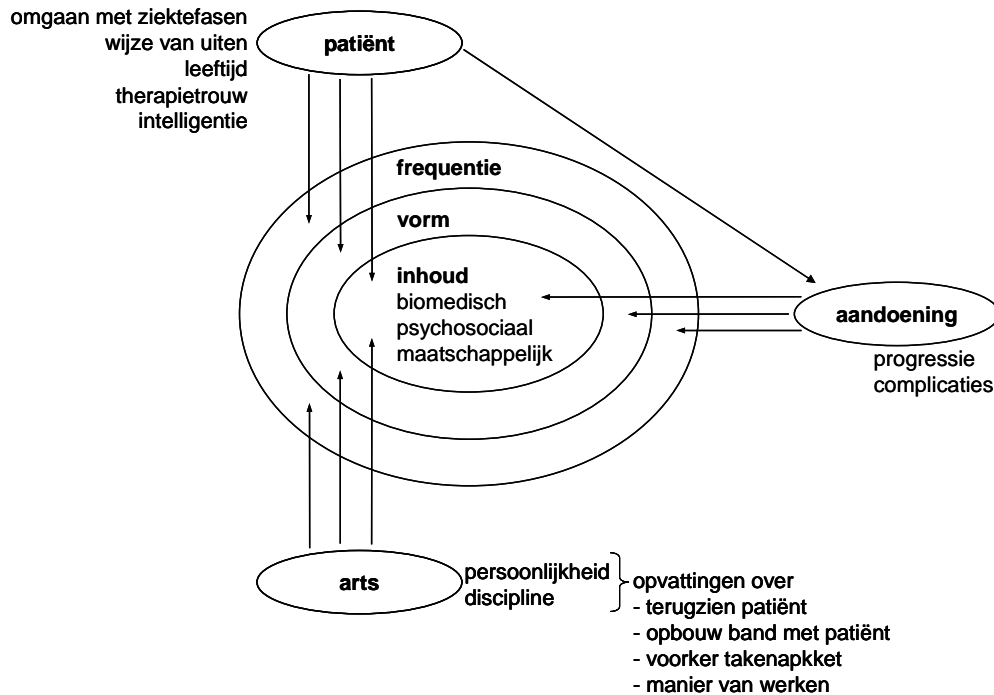 omgaan met ziektefasen
wijze van uiten
leeftijd
therapietrouw
intelligentie
patiënt
frequentie
vorm
inhoud
biomedisch
psychosociaal
maatschappelijk
aandoening
progressie
complicaties
arts
persoonlijkheid
discipline
opvattingen over
- terugzien patiënt
- opbouw band met patiënt
- voorker takenapkket
- manier van werken